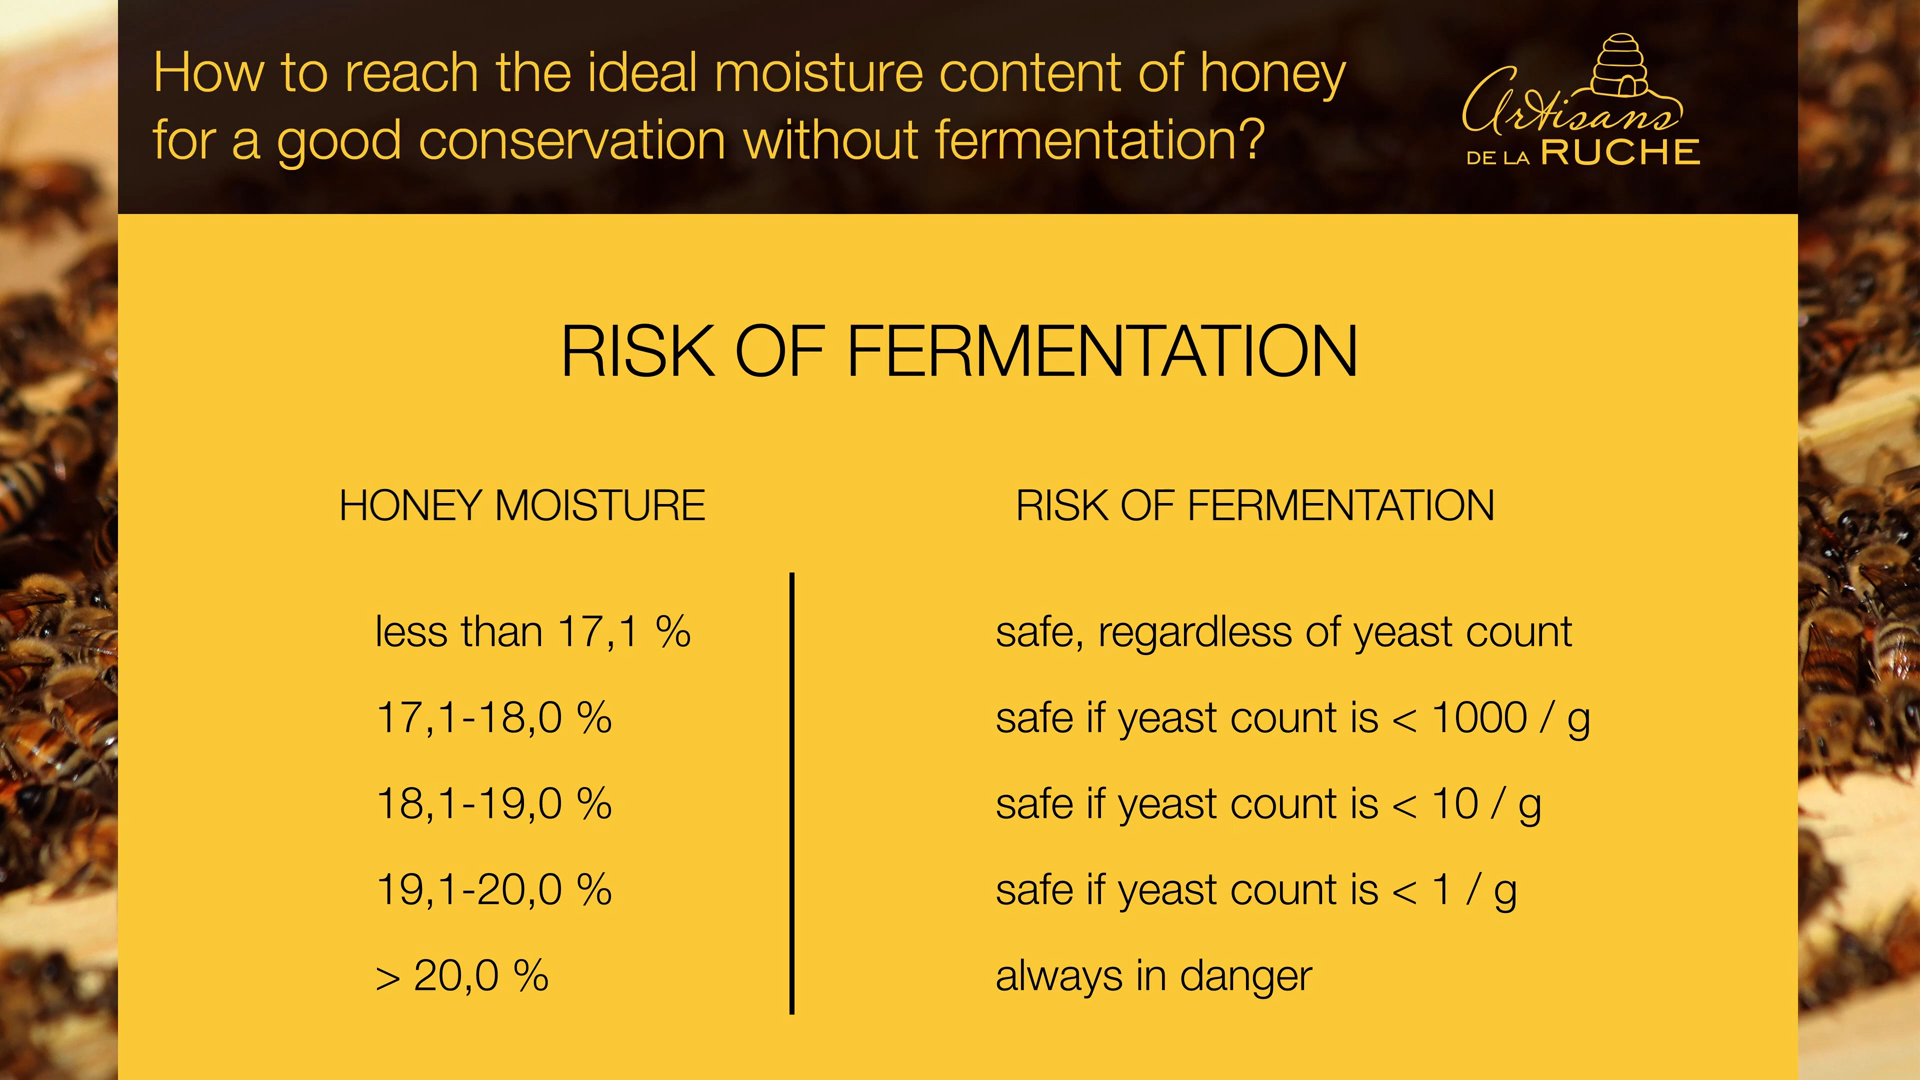 How to reach the ideal moisture content of honey
for a good conservation without fermentation?
Artisans
DE LA RUCHE
RISK OF FERMENTATION
HONEY MOISTURE RISK OF FERMENTATION
less than 17,1 % safe, regardless of yeast count
17,1-18,0 % safe if yeast count is < 1000 / g
18,1-19,0 % safe if yeast count is < 10 / g
19,1-20,0 % safe if yeast count is < 1 / g
> 20,0 % always in danger